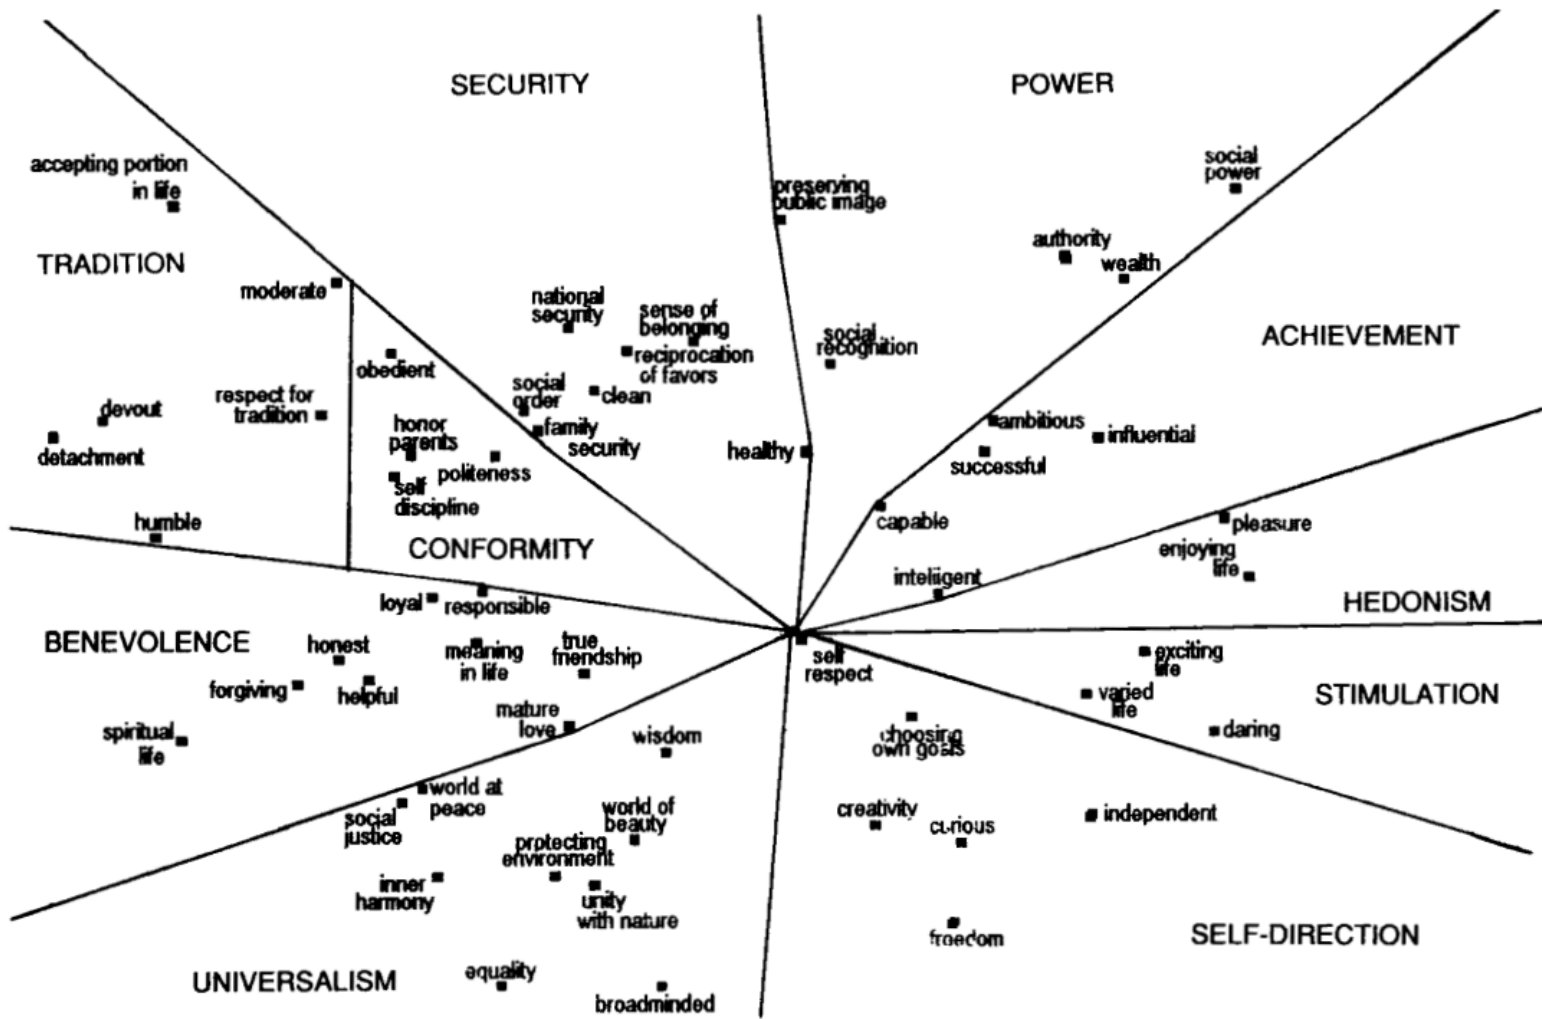 SECURITY
POWER
accepting portion
in life
social
power
preserving
public image
TRADITION
authority
wealth
moderate
national
security
sense of
belonging
ACHIEVEMENT
social
recognition
reciprocation
of favors
obedient
social
order
clean
respect for
tradition
devout
honor
parents
family
security
ambitious
influential
detachment
politeness
healthy
successful
self
discipline
humble
capable
pleasure
CONFORMITY
enjoying
life
intelligent
loyal
responsible
HEDONISM
BENEVOLENCE
honest
meaning
in life
true
friendship
self
respect
exciting
life
forgiving
helpful
varied
life
STIMULATION
spiritual
life
mature
love
wisdom
choosing
own goals
daring
world at
peace
social
justice
world of
beauty
creativity
curious
independent
protecting
environment
inner
harmony
unity
with nature
freedom
SELF-DIRECTION
UNIVERSALISM
equality
broadminded